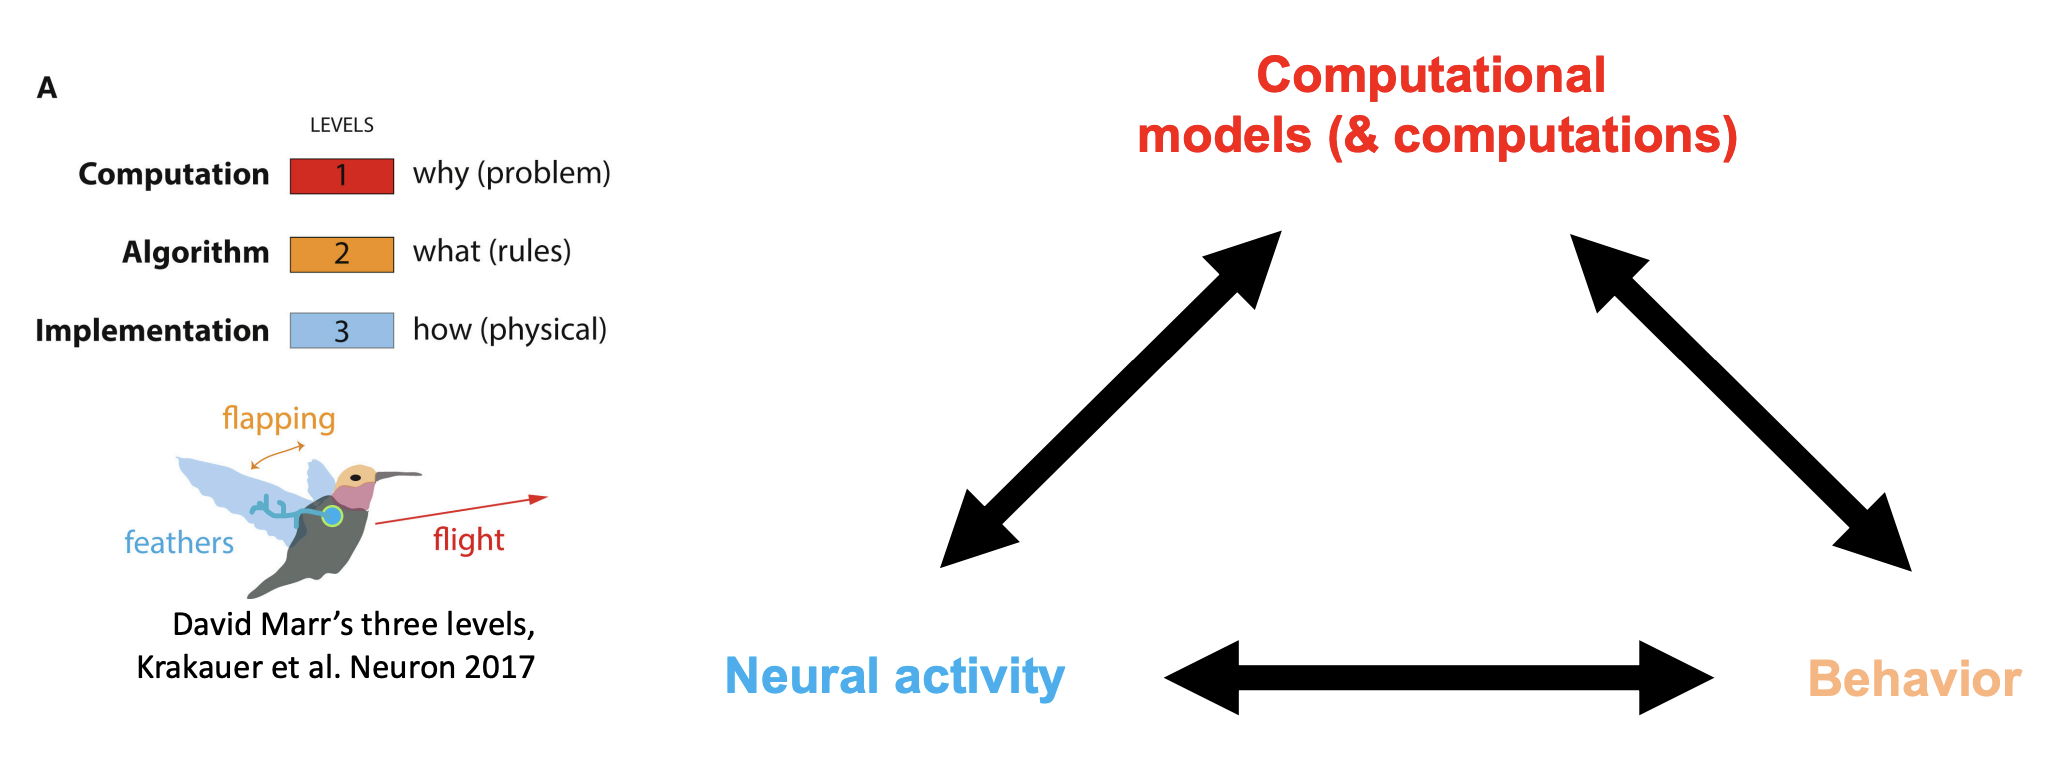 A
LEVELS
Computation 1 why (problem)
Algorithm 2 what (rules)
Implementation 3 how (physical)
flapping
feathers
flight
David Marr’s three levels,
Krakauer et al. Neuron 2017
Computational
models (& computations)
Neural activity
Behavior